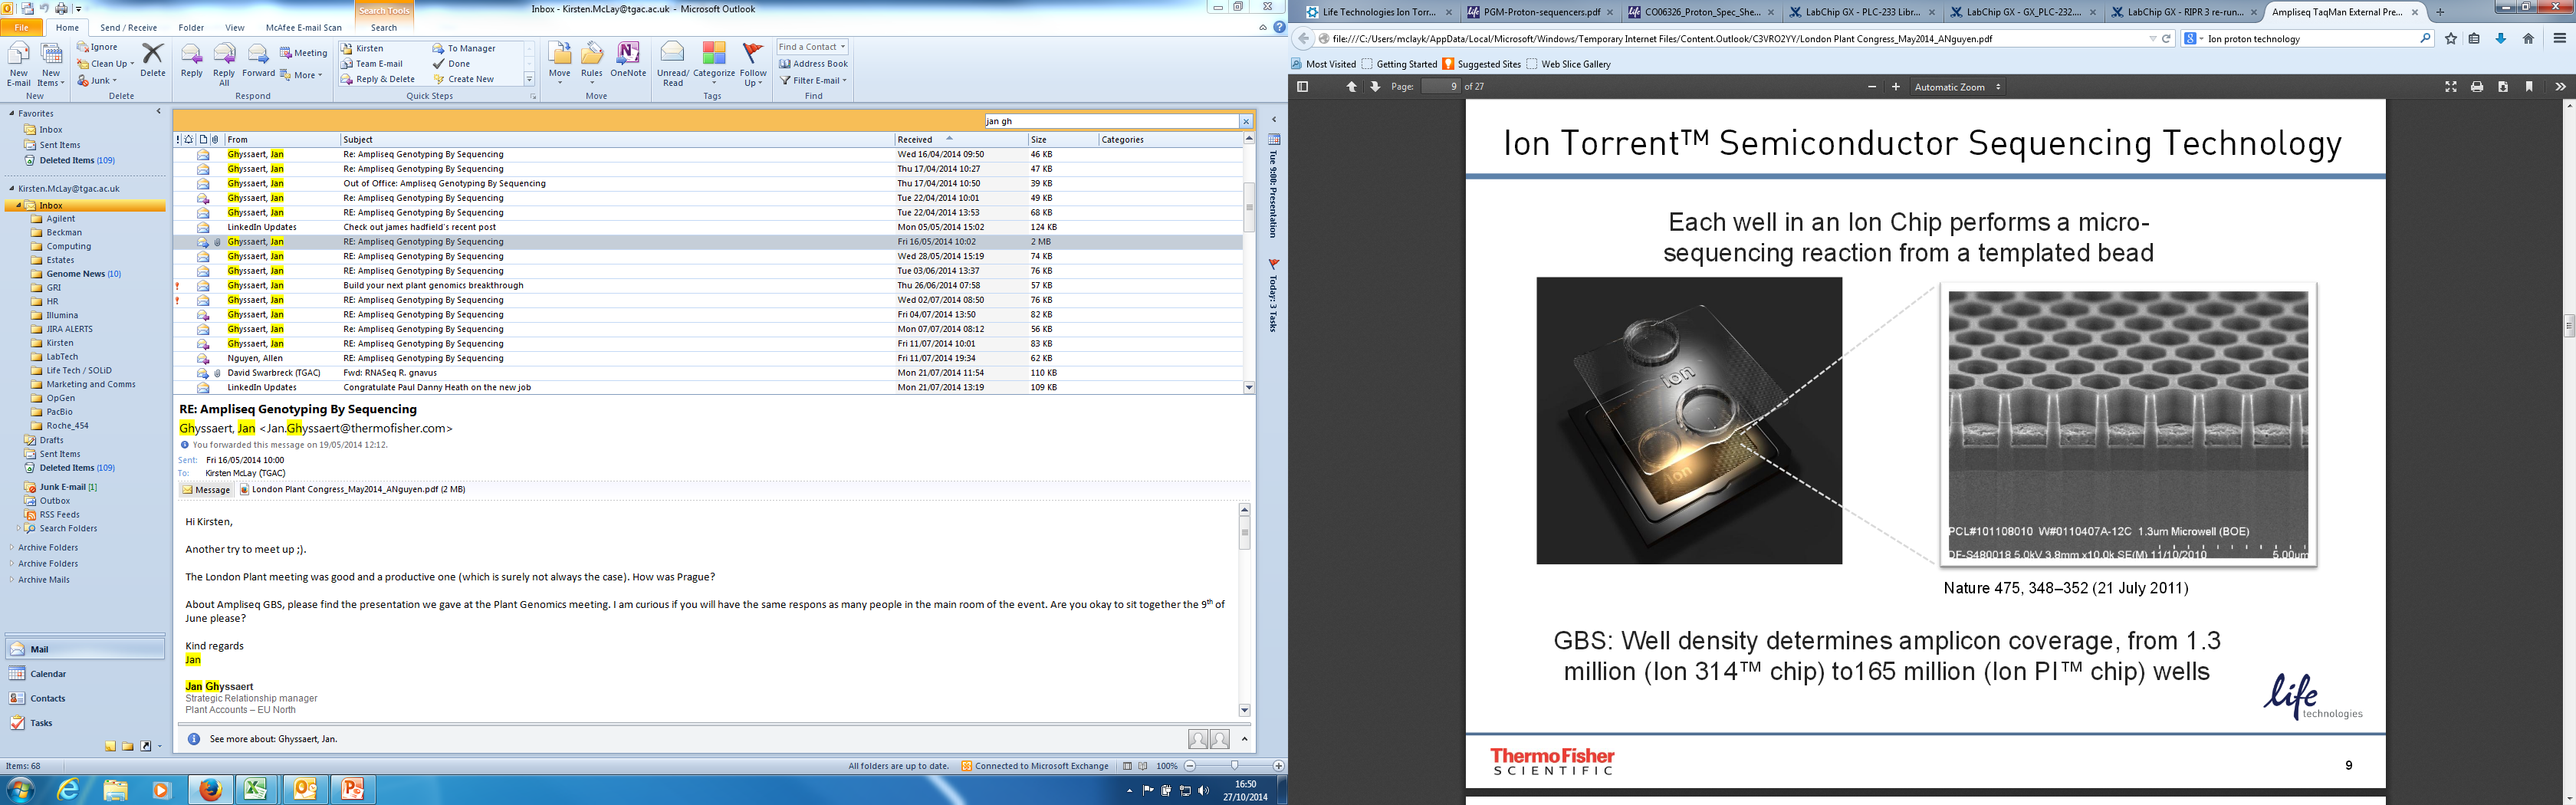 Inbox - Kirsten.McLay@tgac.ac.uk - Microsoft Outlook
Search Tools
File Home Send / Receive Folder View McAfee E-mail Scan Search
New E-mail
New Items
New
Ignore
Clean Up
Junk
Delete
Delete
Reply
Reply All
Forward
Meeting
More
Respond
Kirsten
Team E-mail
Reply & Delete
To Manager
Done
Create New
Quick Steps
Move
Rules
OneNote
Move
Unread/ Read
Categorize
Follow Up
Tags
Find a Contact
Address Book
Filter E-mail
Find
Favorites
Inbox
Sent Items
Deleted Items (109)
Kirsten.McLay@tgac.ac.uk
Inbox
Agilent
Beckman
Computing
Estates
Genome News (10)
GRI
HR
Illumina
JIRA ALERTS
Kirsten
LabTech
Life Tech / SOLiD
Marketing and Comms
OpGen
PacBio
Roche_454
Drafts
Sent Items
Deleted Items (109)
Junk E-mail [1]
Outbox
RSS Feeds
Search Folders
Archive Folders
Archive Folders
Archive Mails
Mail
Calendar
Contacts
Tasks
jan gh
From Subject Received Size Categories
Ghyssaert, Jan Re: Ampliseq Genotyping By Sequencing Wed 16/04/2014 09:50 46 KB
Ghyssaert, Jan Re: Ampliseq Genotyping By Sequencing Thu 17/04/2014 10:27 47 KB
Ghyssaert, Jan Out of Office: Ampliseq Genotyping By Sequencing Thu 17/04/2014 10:50 39 KB
Ghyssaert, Jan Re: Ampliseq Genotyping By Sequencing Tue 22/04/2014 10:01 49 KB
Ghyssaert, Jan RE: Ampliseq Genotyping By Sequencing Tue 22/04/2014 13:53 68 KB
LinkedIn Updates Check out james hadfield's recent post Mon 05/05/2014 15:02 124 KB
Ghyssaert, Jan RE: Ampliseq Genotyping By Sequencing Fri 16/05/2014 10:02 2 MB
Ghyssaert, Jan RE: Ampliseq Genotyping By Sequencing Wed 28/05/2014 15:19 74 KB
Ghyssaert, Jan RE: Ampliseq Genotyping By Sequencing Tue 03/06/2014 13:37 76 KB
Ghyssaert, Jan Build your next plant genomics breakthrough Thu 26/06/2014 07:58 57 KB
Ghyssaert, Jan RE: Ampliseq Genotyping By Sequencing Wed 02/07/2014 08:50 76 KB
Ghyssaert, Jan RE: Ampliseq Genotyping By Sequencing Fri 04/07/2014 13:50 82 KB
Ghyssaert, Jan Re: Ampliseq Genotyping By Sequencing Mon 07/07/2014 08:12 56 KB
Ghyssaert, Jan RE: Ampliseq Genotyping By Sequencing Fri 11/07/2014 10:01 83 KB
Nguyen, Allen RE: Ampliseq Genotyping By Sequencing Fri 11/07/2014 19:34 62 KB
David Swarbreck (TGAC) Fwd: RNASeq R. gnavus Mon 21/07/2014 11:54 110 KB
LinkedIn Updates Congratulate Paul Danny Heath on the new job Mon 21/07/2014 13:19 109 KB
RE: Ampliseq Genotyping By Sequencing
Ghyssaert, Jan <Jan.Ghyssaert@thermofisher.com>
You forwarded this message on 19/05/2014 12:12.
Sent: Fri 16/05/2014 10:00
To: Kirsten McLay (TGAC)
Message London Plant Congress_May2014_ANguyen.pdf (2 MB)
Hi Kirsten,
Another try to meet up ;).
The London Plant meeting was good and a productive one (which is surely not always the case). How was Prague?
About Ampliseq GBS, please find the presentation we gave at the Plant Genomics meeting. I am curious if you will have the same respons as many people in the main room of the event. Are you okay to sit together the 9th of
June please?
Kind regards
Jan
Jan Ghyssaert
Strategic Relationship manager
Plant Accounts – EU North
See more about: Ghyssaert, Jan.
Tue 9:00: Presentation
Today: 3 Tasks
Items: 68
All folders are up to date. Connected to Microsoft Exchange 100%
16:50
27/10/2014
Life Technologies Ion Torr... PGM-Proton-sequencers.pdf CO06326_Proton_Spec_She... LabChip GX - PLC-233 Libr... LabChip GX - GX_PLC-232.... LabChip GX - RIPR 3 re-run... Ampliseq TaqMan External Pre...
file:///C:/Users/mclayk/AppData/Local/Microsoft/Windows/Temporary Internet Files/Content.Outlook/C3VRO2YY/London Plant Congress_May2014_ANguyen.pdf
Ion proton technology
Most Visited Getting Started Suggested Sites Web Slice Gallery
Page: 9 of 27 Automatic Zoom
Ion Torrent™ Semiconductor Sequencing Technology
Each well in an Ion Chip performs a micro-
sequencing reaction from a templated bead
ion
ion
PCL#101108010 W#0110407A-12C 1.3um Microwell (BOE)
DF-S480018 5.0kV 3.8mm x10.0k SE(M) 11/10/2010 5.00um
Nature 475, 348–352 (21 July 2011)
GBS: Well density determines amplicon coverage, from 1.3
million (Ion 314™ chip) to165 million (Ion PI™ chip) wells
life
technologies
ThermoFisher
SCIENTIFIC
9